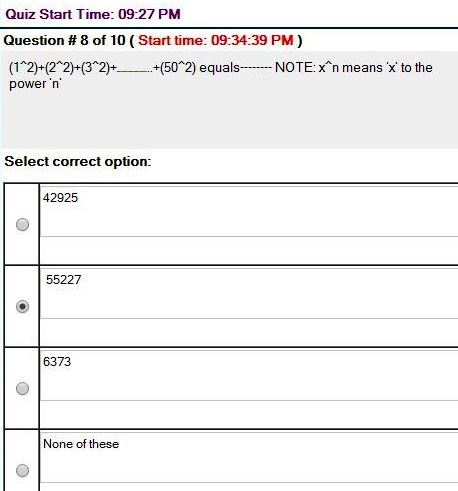 Quiz Start Time: 09:27 PM
Question # 8 of 10 ( Start time: 09:34:39 PM )
(1^2)+(2^2)+(3^2)+..............+(50^2) equals-------- NOTE: x^n means 'x' to the
power 'n'
Select correct option:
42925
55227
6373
None of these